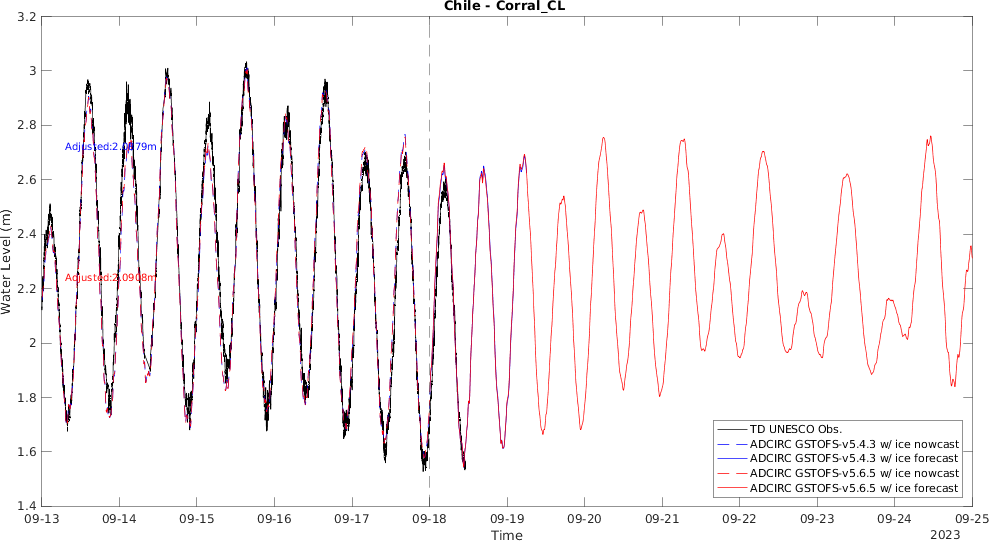 Chile - Corral_CL
3.2
3
2.8
2.6
2.4
2.2
2
1.8
1.6
1.4
Water Level (m)
Adjusted:2.0979m
Adjusted:2.0908m
TD UNESCO Obs.
ADCIRC GSTOFS-v5.4.3 w/ ice nowcast
ADCIRC GSTOFS-v5.4.3 w/ ice forecast
ADCIRC GSTOFS-v5.6.5 w/ ice nowcast
ADCIRC GSTOFS-v5.6.5 w/ ice forecast
09-13 09-14 09-15 09-16 09-17 09-18 09-19 09-20 09-21 09-22 09-23 09-24 09-25
Time
2023